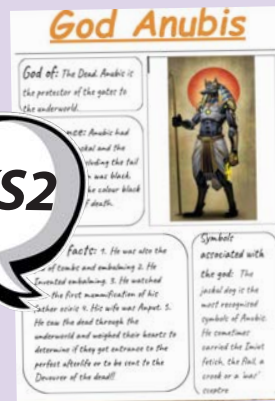 God Anubis
God of: The Dead. Anubis is
the protector of the gates to
the underworld.
Anubis had
and the
the tail
was black.
colour black
death.
S2
Facts: 1. He was also the
of tombs and embalming 2. He
Invented embalming. 3. He watched
the first mummification of his
father osiris 4. His wife was Anput. 5.
He saw the dead through the
underworld and weighed their hearts to
determine if they got entrance to the
perfect afterlife or to be sent to the
Devourer of the dead!!
Symbols
associated with
the god: The
jackal dog is the
most recognised
symbols of Anubis.
He sometimes
carried the Imiut
fetich, the flail, a
crook or a 'was'
sceptre